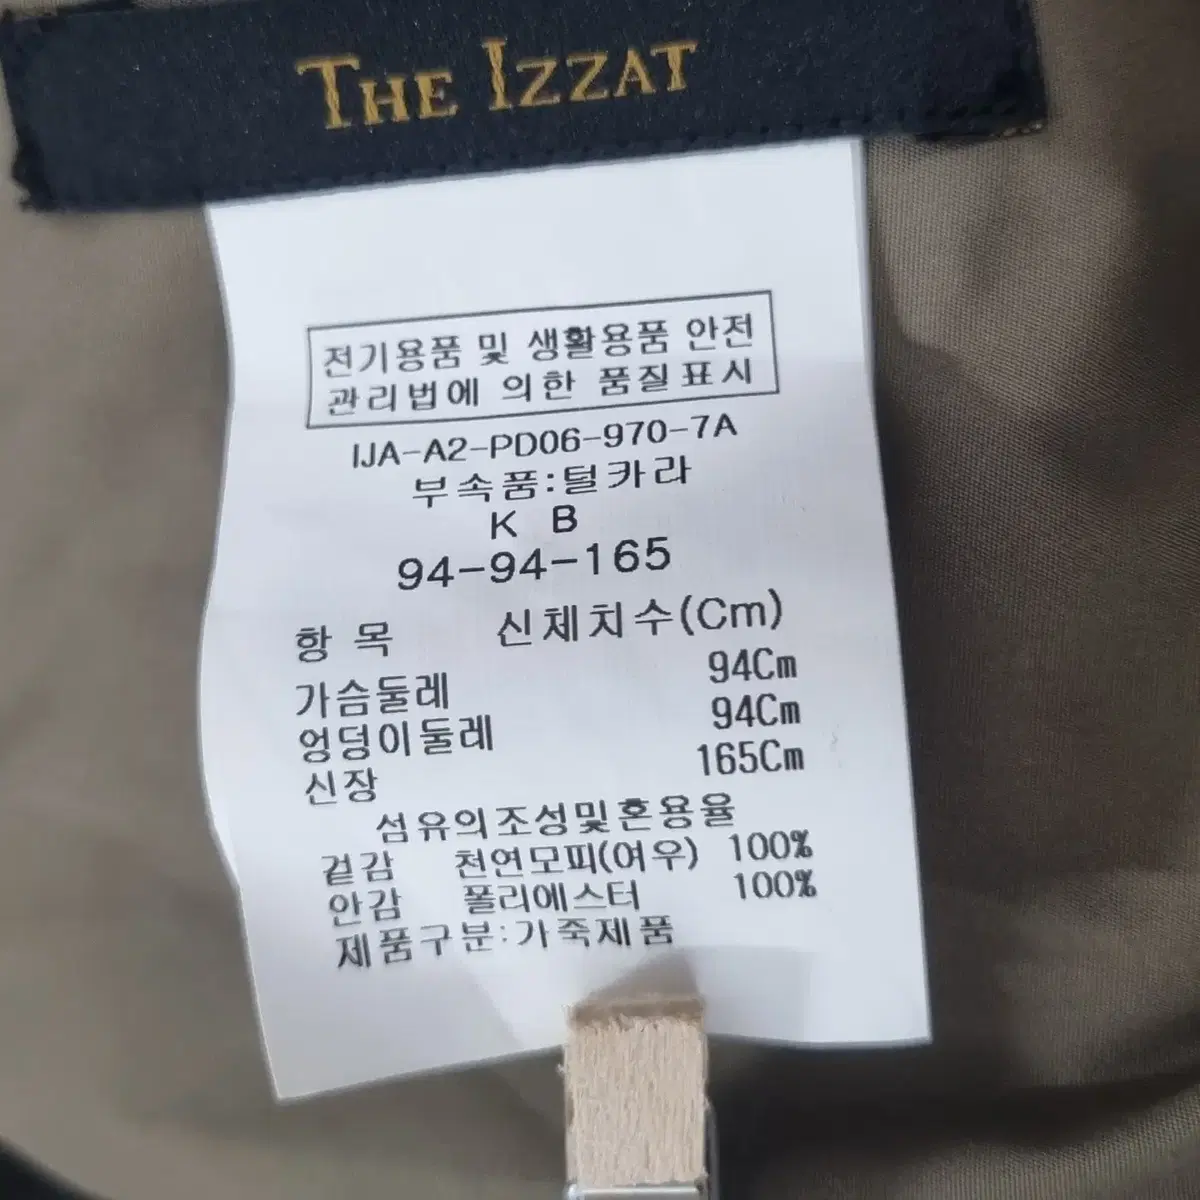 THE IZZAT
전기용품 및 생활용품 안전
관리법에 의한 품질표시
IJA-A2-PD06-970-7A
부속품:털카라
K B
94-94-165
항 목 신체치수(Cm)
가슴둘레 94Cm
엉덩이둘레 94Cm
신장 165Cm
섬유의조성및혼용율
겉감 천연모피(여우) 100%
안감 폴리에스터 100%
제품구분:가죽제품